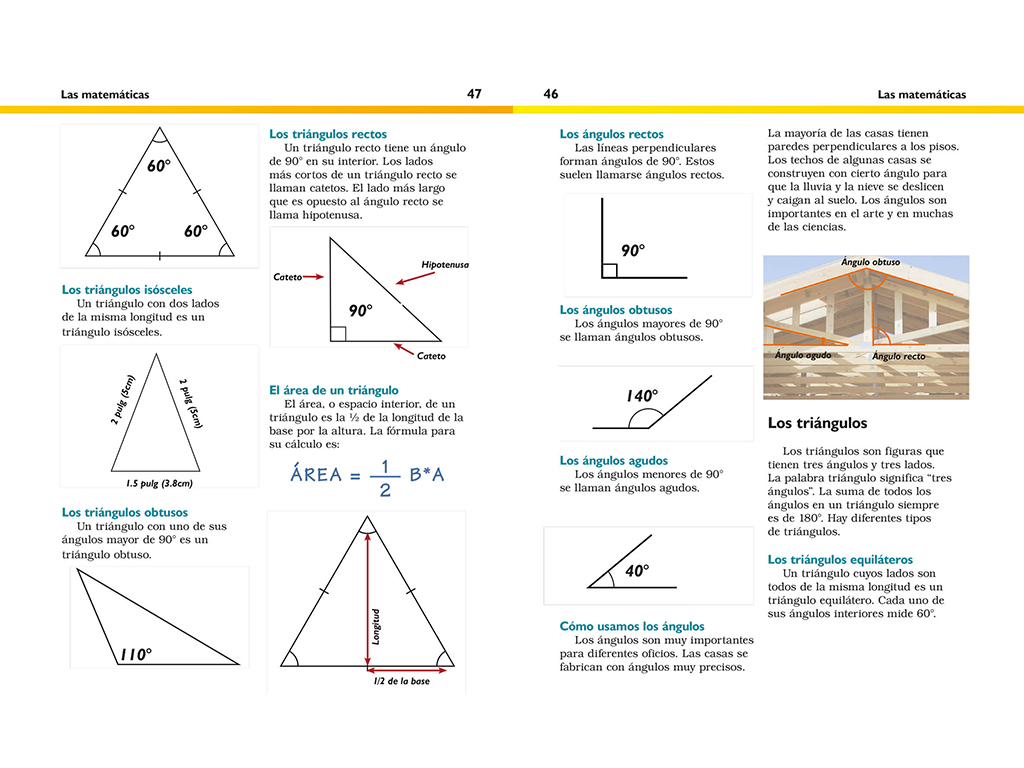 Las matemáticas
47
60°
60°
60°
Los triángulos isósceles
Un triángulo con dos lados
de la misma longitud es un
triángulo isósceles.
2 pulg (5cm)
2 pulg (5cm)
1.5 pulg (3.8cm)
Los triángulos obtusos
Un triángulo con uno de sus
ángulos mayor de 90° es un
triángulo obtuso.
110°
Los triángulos rectos
Un triángulo recto tiene un ángulo
de 90° en su interior. Los lados
más cortos de un triángulo recto se
llaman catetos. El lado más largo
que es opuesto al ángulo recto se
llama hipotenusa.
Hipotenusa
Cateto
90°
Cateto
El área de un triángulo
El área, o espacio interior, de un
triángulo es la ½ de la longitud de la
base por la altura. La fórmula para
su cálculo es:
ÁREA = 1/2 B*A
Longitud
1/2 de la base
46
Las matemáticas
Los ángulos rectos
Las líneas perpendiculares
forman ángulos de 90°. Estos
suelen llamarse ángulos rectos.
90°
Los ángulos obtusos
Los ángulos mayores de 90°
se llaman ángulos obtusos.
140°
Los ángulos agudos
Los ángulos menores de 90°
se llaman ángulos agudos.
40°
Cómo usamos los ángulos
Los ángulos son muy importantes
para diferentes oficios. Las casas se
fabrican con ángulos muy precisos.
La mayoría de las casas tienen
paredes perpendiculares a los pisos.
Los techos de algunas casas se
construyen con cierto ángulo para
que la lluvia y la nieve se deslicen
y caigan al suelo. Los ángulos son
importantes en el arte y en muchas
de las ciencias.
Ángulo obtuso
Ángulo agudo
Ángulo recto
Los triángulos
Los triángulos son figuras que
tienen tres ángulos y tres lados.
La palabra triángulo significa “tres
ángulos”. La suma de todos los
ángulos en un triángulo siempre
es de 180°. Hay diferentes tipos
de triángulos.
Los triángulos equiláteros
Un triángulo cuyos lados son
todos de la misma longitud es un
triángulo equilátero. Cada uno de
sus ángulos interiores mide 60°.